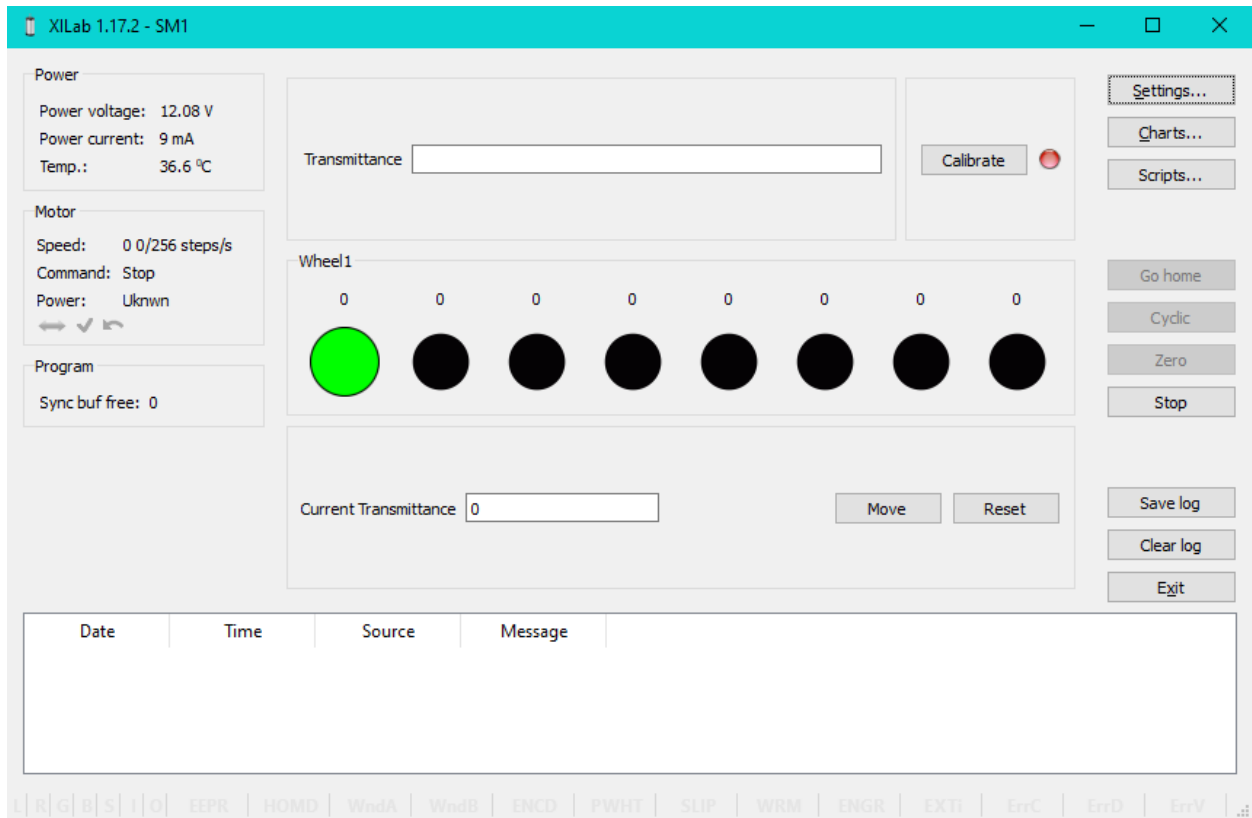 XILab 1.17.2 - SM1
Power
Power voltage: 12.08 V
Power current: 9 mA
Temp.: 36.6 ⁰C
Motor
Speed: 0 0/256 steps/s
Command: Stop
Power: Uknwn
Program
Sync buf free: 0
Transmittance
Calibrate
Wheel1
0 0 0 0 0 0 0 0
Current Transmittance 0
Move Reset
Settings...
Charts...
Scripts...
Go home
Cyclic
Zero
Stop
Save log
Clear log
Exit
Date Time Source Message
L R G B S I O EEPR HOMD WndA WndB ENCD PWHT SLIP WRM ENGR EXTi ErrC ErrD ErrV